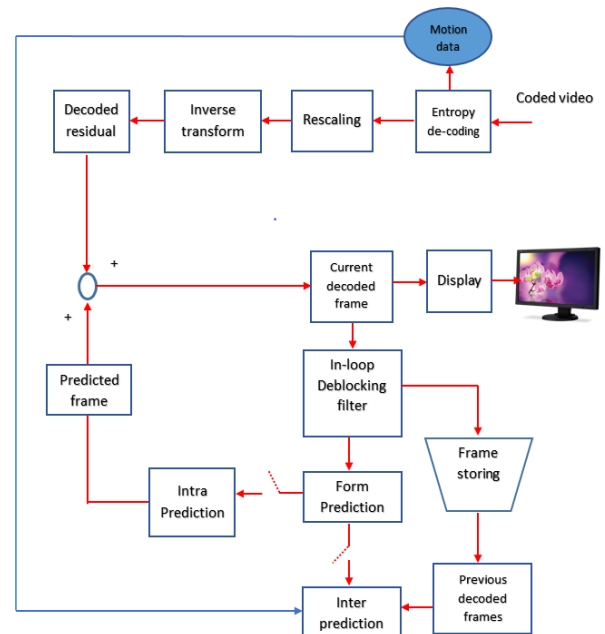 Motion
data
Coded video
Decoded
residual
Inverse
transform
Rescaling
Entropy
de-coding
+
Current
decoded
frame
Display
+
Predicted
frame
In-loop
Deblocking
filter
Frame
storing
Intra
Prediction
Form
Prediction
Inter
prediction
Previous
decoded
frames